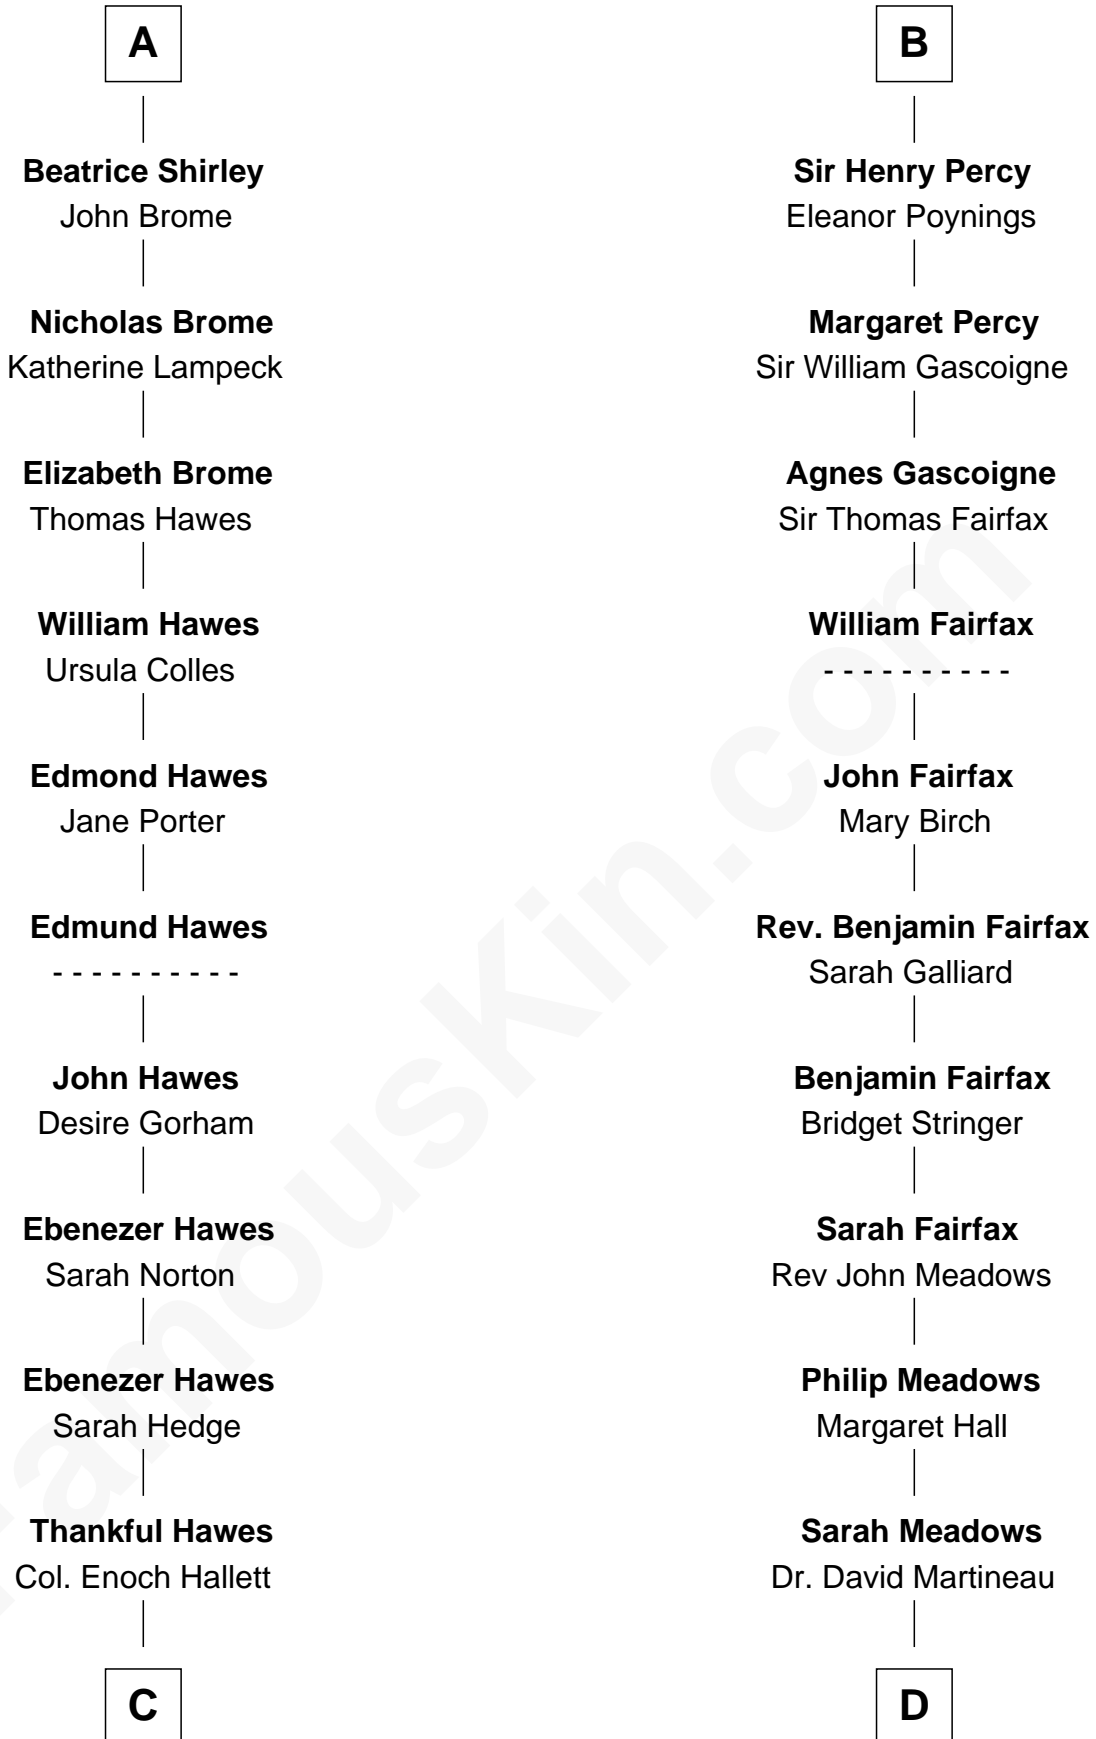 A
Beatrice Shirley
John Brome
Nicholas Brome
Katherine Lampeck
Elizabeth Brome
Thomas Hawes
William Hawes
Ursula Colles
Edmond Hawes
Jane Porter
Edmund Hawes
- - - - - - - - - -
John Hawes
Desire Gorham
Ebenezer Hawes
Sarah Norton
Ebenezer Hawes
Sarah Hedge
Thankful Hawes
Col. Enoch Hallett
C
B
Sir Henry Percy
Eleanor Poynings
Margaret Percy
Sir William Gascoigne
Agnes Gascoigne
Sir Thomas Fairfax
William Fairfax
- - - - - - - - - -
John Fairfax
Mary Birch
Rev. Benjamin Fairfax
Sarah Galliard
Benjamin Fairfax
Bridget Stringer
Sarah Fairfax
Rev John Meadows
Philip Meadows
Margaret Hall
Sarah Meadows
Dr. David Martineau
D
FamousKin.com